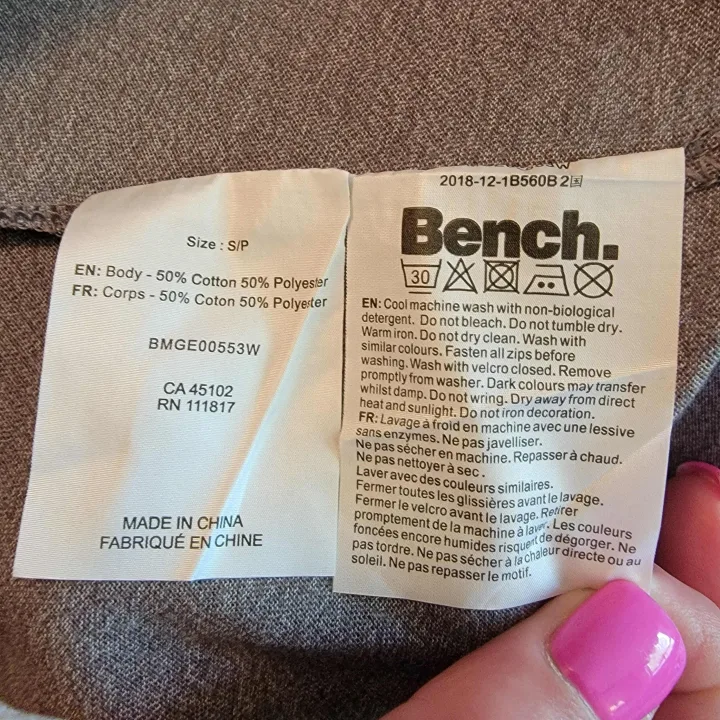 Size : S/P
EN: Body - 50% Cotton 50% Polyester
FR: Corps - 50% Coton 50% Polyerter
BMGE00553W
CA 45102
RN 111817
MADE IN CHINA
FABRIQUÉ EN CHINE
2018-12-1B560B 2
Bench.
30
EN: Cool machine wash with non-biological
detergent. Do not bleach. Do not tumble dry.
Warm iron. Do not dry clean. Wash with
similar colours. Fasten all zips before
washing. Wash with velcro closed. Remove
promptly from washer. Dark colours may transfer
whilst damp. Do not wring. Dry away from direct
heat and sunlight. Do not iron decoration.
FR: Lavage à froid en machine avec une lessive
sans enzymes. Ne pas javelliser.
Ne pas sécher en machine. Repasser à chaud.
Ne pas nettoyer à sec .
Laver avec des couleurs similaires.
Fermer toutes les glissières avant le lavage.
Fermer le velcro avant le lavage. Retirer
promptement de la machine à laver. Les couleurs
foncées encore humides risquent de dégorger. Ne
pas tordre. Ne pas sécher à la chaleur directe ou au
soleil. Ne pas repasser le motif.